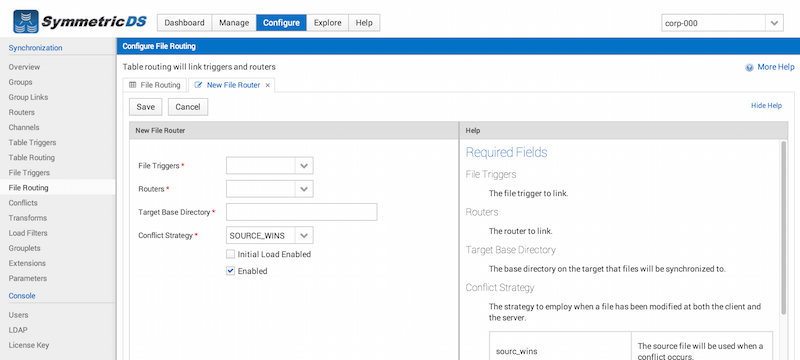 SymmetricDS
Dashboard Manage Configure Explore Help
corp-000
Synchronization
Overview
Groups
Group Links
Routers
Channels
Table Triggers
Table Routing
File Triggers
File Routing
Conflicts
Transforms
Load Filters
Grouplets
Extensions
Parameters
Console
Users
LDAP
License Key
Configure File Routing
Table routing will link triggers and routers
More Help
File Routing New File Router ×
Save Cancel
Hide Help
New File Router
File Triggers *
Routers *
Target Base Directory *
Conflict Strategy * SOURCE_WINS
Initial Load Enabled
Enabled
Help
Required Fields
File Triggers
The file trigger to link.
Routers
The router to link.
Target Base Directory
The base directory on the target that files will be synchronized to.
Conflict Strategy
The strategy to employ when a file has been modified at both the client and
the server.
sourc_wins
The source file will be used when a
conflict occurs.